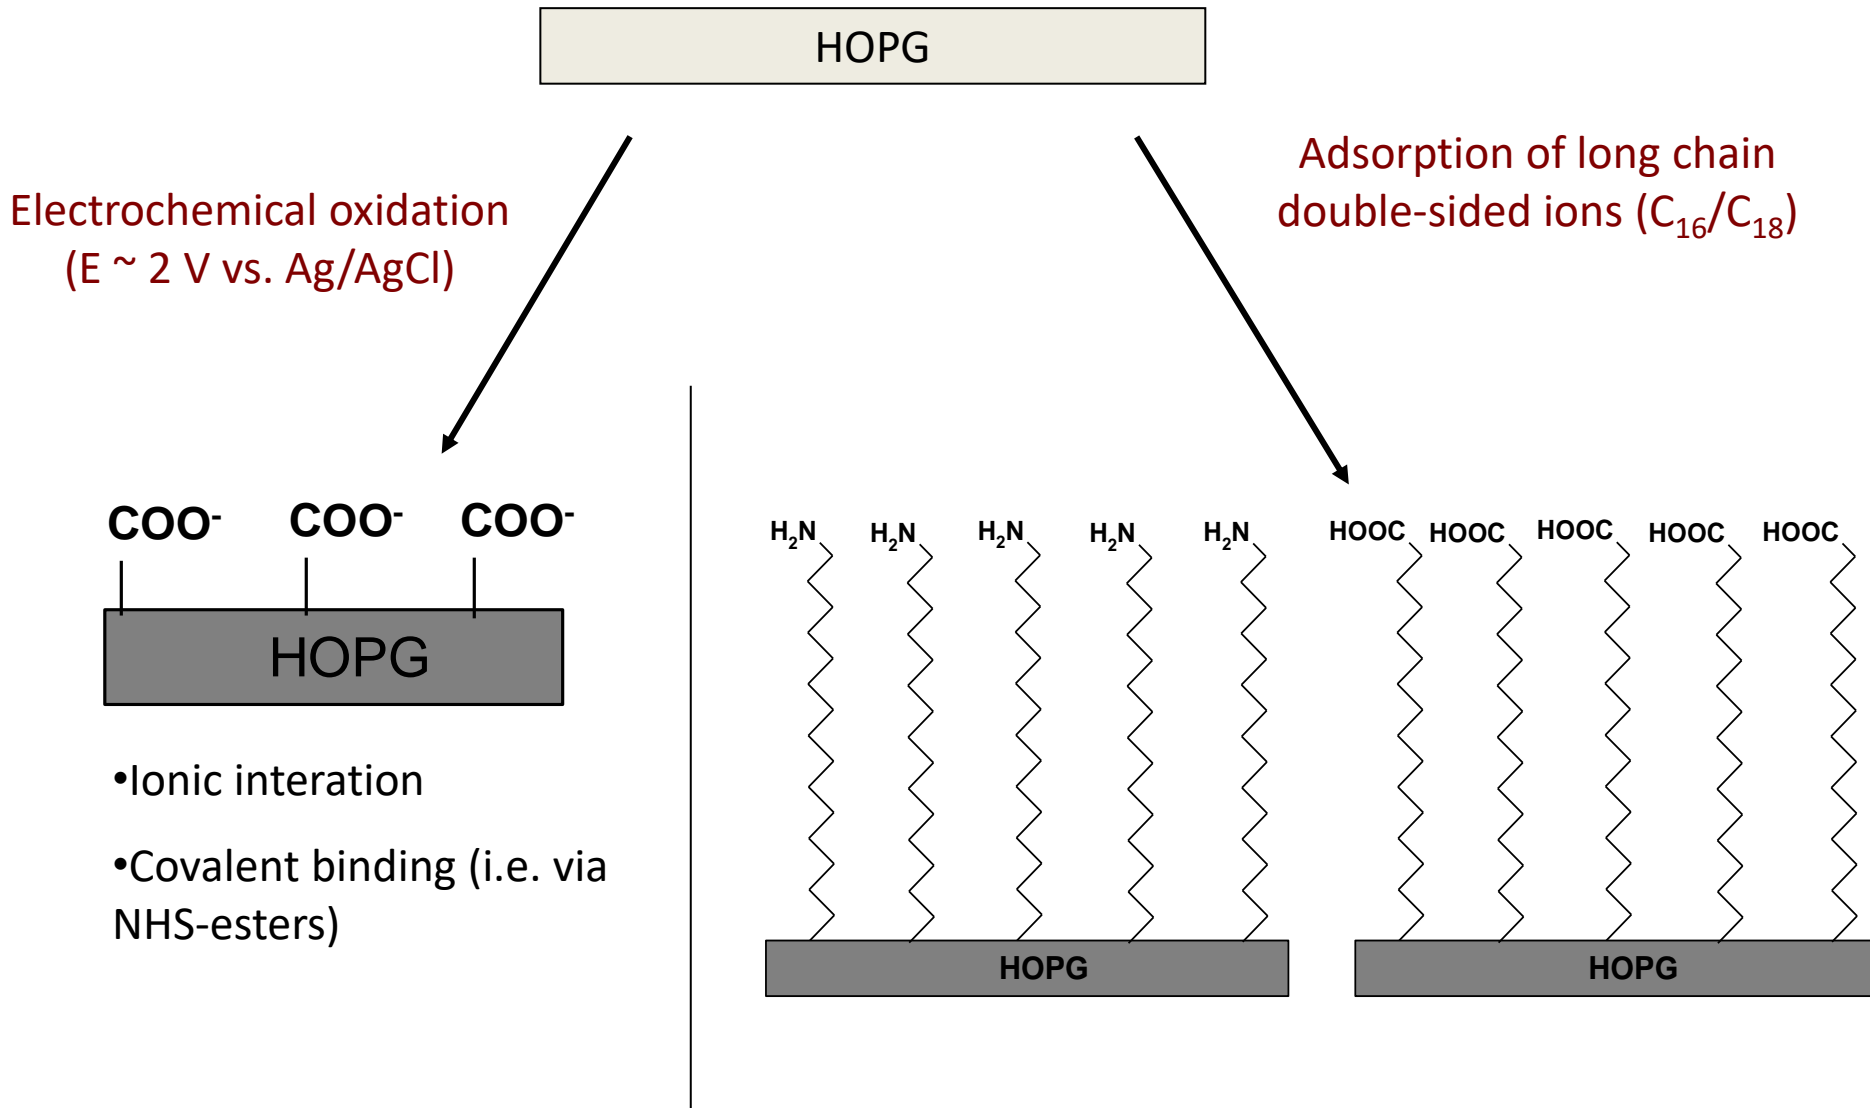 HOPG
Electrochemical oxidation
(E ~ 2 V vs. Ag/AgCl)
Adsorption of long chain
double-sided ions (C₁₆/C₁₈)
COO⁻ COO⁻ COO⁻
HOPG
•Ionic interation
•Covalent binding (i.e. via
NHS-esters)
H₂N H₂N H₂N H₂N H₂N
HOPG
HOOC HOOC HOOC HOOC HOOC
HOPG